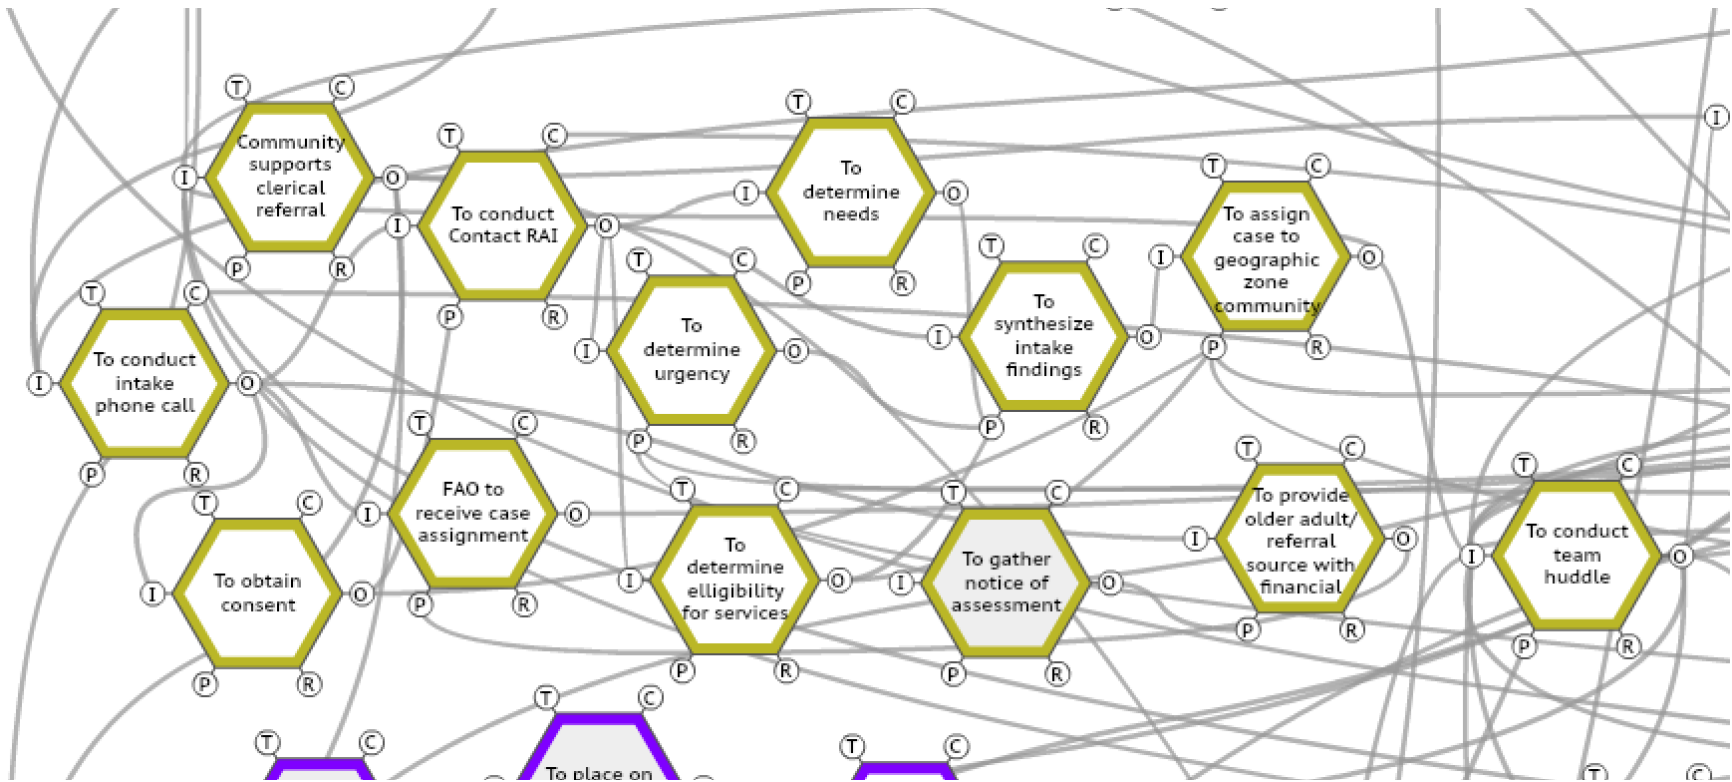 T
C
Community
supports
clerical
referral
I
O
P
R
T
C
To conduct
Contact RAI
I
O
P
R
T
C
To
determine
needs
I
O
P
R
T
C
To assign
case to
geographic
zone
community
I
O
P
R
I
T
C
To conduct
intake
phone call
I
O
P
R
T
C
To
determine
urgency
I
O
P
R
T
C
To
synthesize
intake
findings
I
O
P
R
T
C
FAO to
receive case
assignment
I
O
P
R
T
C
To obtain
consent
I
O
P
R
T
C
To
determine
elligibility
for services
I
O
P
R
T
C
To gather
notice of
assessment
I
O
P
R
T
C
To provide
older adult/
referral
source with
financial
I
O
P
R
T
C
To conduct
team
huddle
I
O
P
R
T
C
T
C
To place on
T
C
T
C